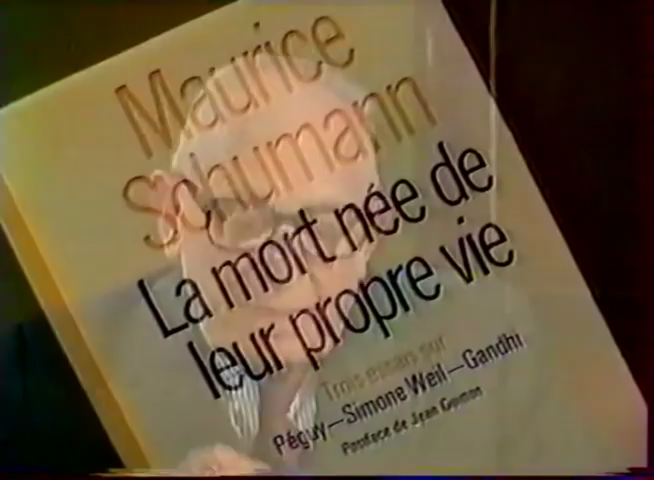 Maurice
Schumann
La mort née de
leur propre vie
Trois essais sur
Péguy—Simone Weil—Gandhi
Préface de Jean Guitton